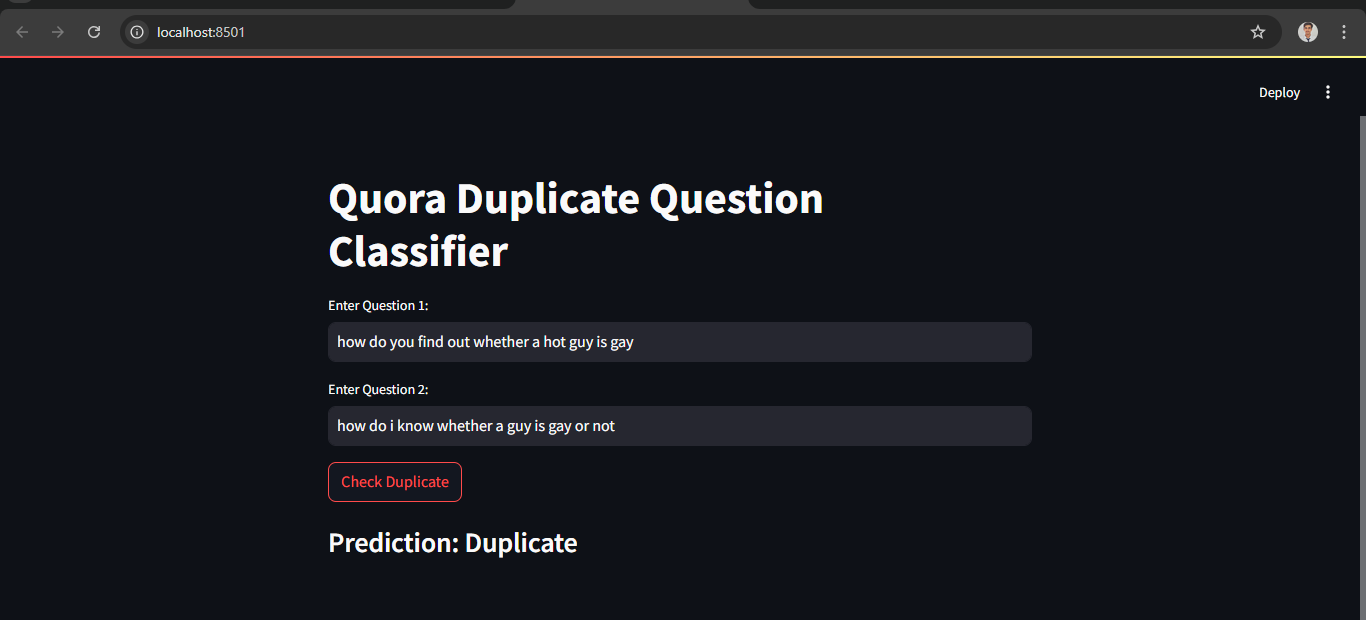 localhost:8501
Deploy
Quora Duplicate Question
Classifier
Enter Question 1:
how do you find out whether a hot guy is gay
Enter Question 2:
how do i know whether a guy is gay or not
Check Duplicate
Prediction: Duplicate